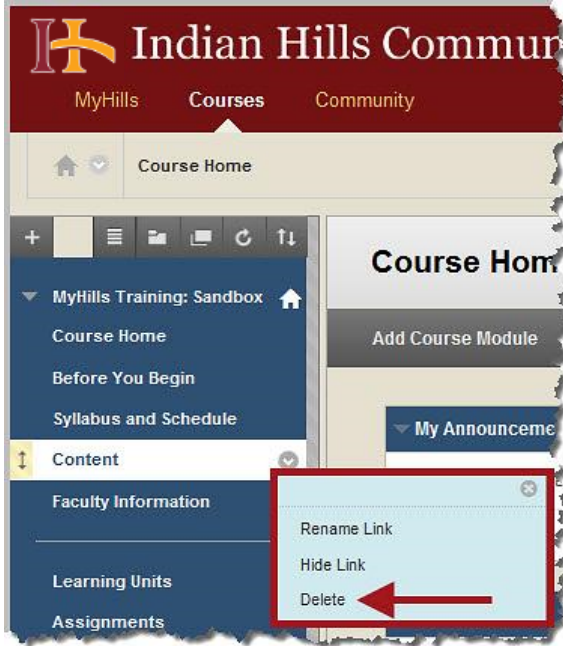 Indian Hills Commun
MyHills Courses Community
Course Home
Course Hom
MyHills Training: Sandbox
Course Home
Add Course Module
Before You Begin
Syllabus and Schedule
My Announceme
Content
Faculty Information
Rename Link
Hide Link
Delete
Learning Units
Assignments